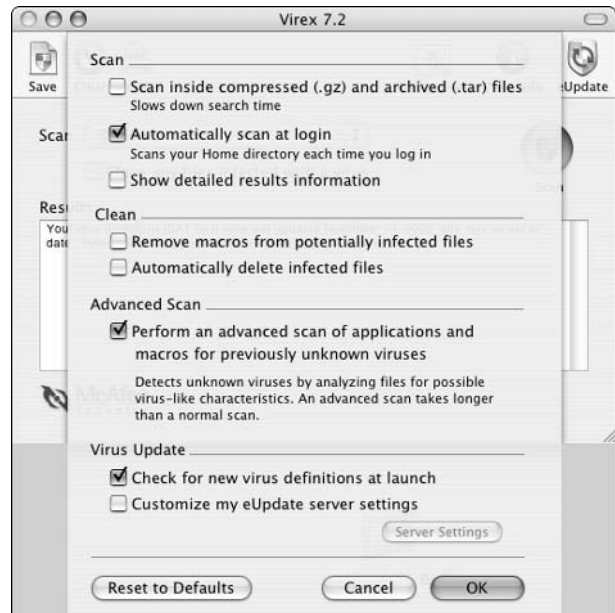 Virex 7.2
Save
eUpdate
Scan
Scan inside compressed (.gz) and archived (.tar) files
Slows down search time
Automatically scan at login
Scans your Home directory each time you log in
Show detailed results information
Clean
Remove macros from potentially infected files
Automatically delete infected files
Advanced Scan
Perform an advanced scan of applications and
macros for previously unknown viruses
Detects unknown viruses by analyzing files for possible
virus-like characteristics. An advanced scan takes longer
than a normal scan.
Virus Update
Check for new virus definitions at launch
Customize my eUpdate server settings
Server Settings
Reset to Defaults
Cancel
OK